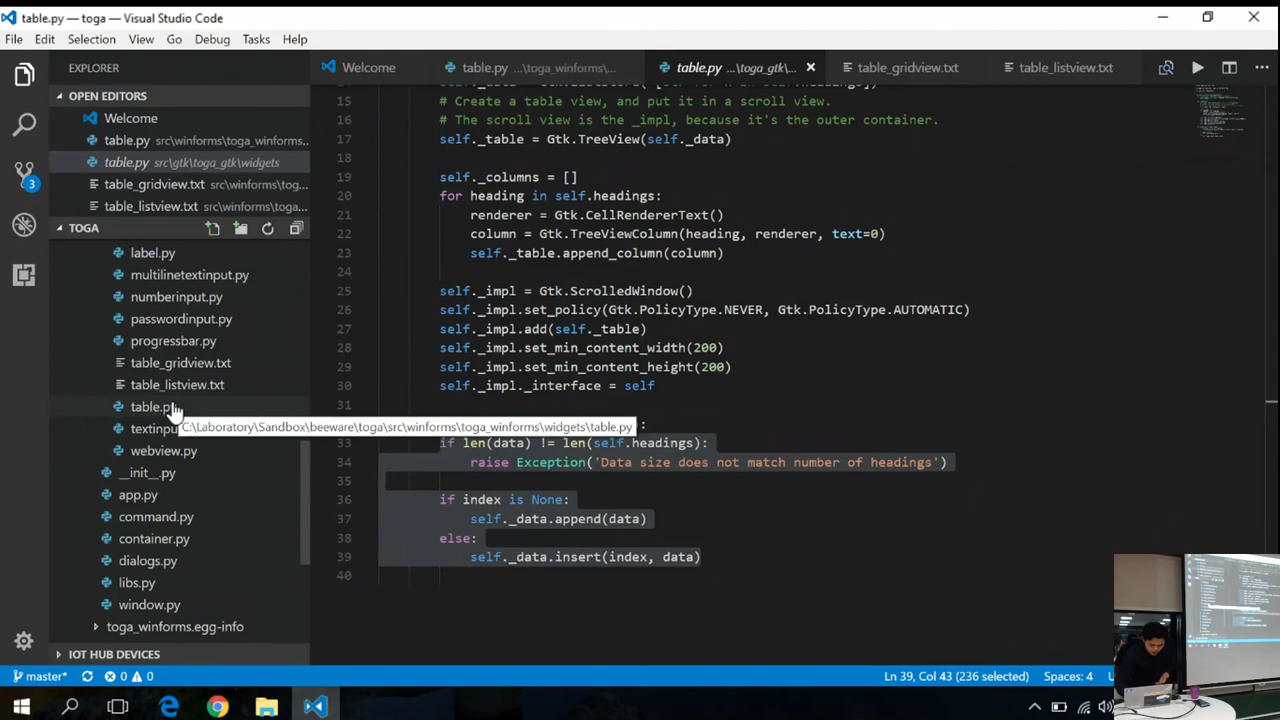 table.py — toga — Visual Studio Code
File Edit Selection View Go Debug Tasks Help
EXPLORER
OPEN EDITORS
Welcome
table.py src\winforms\toga_winforms...
table.py src\gtk\toga_gtk\widgets
table_gridview.txt src\winforms\tog...
table_listview.txt src\winforms\toga...
3
TOGA
label.py
multilinetextinput.py
numberinput.py
passwordinput.py
progressbar.py
table_gridview.txt
table_listview.txt
table.p
textinpu
webview.py
__init__.py
app.py
command.py
container.py
dialogs.py
libs.py
window.py
toga_winforms.egg-info
IOT HUB DEVICES
Welcome table.py ...\toga_winforms\... table.py ...\toga_gtk\... table_gridview.txt table_listview.txt
15 # Create a table view, and put it in a scroll view.
16 # The scroll view is the _impl, because it's the outer container.
17 self._table = Gtk.TreeView(self._data)
18
19 self._columns = []
20 for heading in self.headings:
21 renderer = Gtk.CellRendererText()
22 column = Gtk.TreeViewColumn(heading, renderer, text=0)
23 self._table.append_column(column)
24
25 self._impl = Gtk.ScrolledWindow()
26 self._impl.set_policy(Gtk.PolicyType.NEVER, Gtk.PolicyType.AUTOMATIC)
27 self._impl.add(self._table)
28 self._impl.set_min_content_width(200)
29 self._impl.set_min_content_height(200)
30 self._impl._interface = self
31
C:\Laboratory\Sandbox\beeware\toga\src\winforms\toga_winforms\widgets\table.py
33 if len(data) != len(self.headings):
34 raise Exception('Data size does not match number of headings')
35
36 if index is None:
37 self._data.append(data)
38 else:
39 self._data.insert(index, data)
40
master* 0 0 Ln 39, Col 43 (236 selected) Spaces: 4